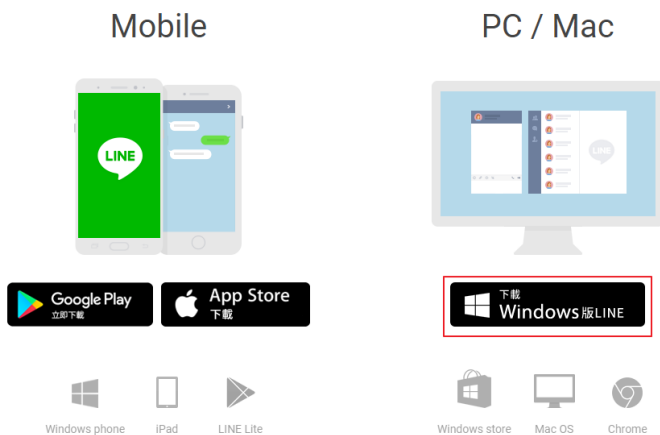 Mobile
PC / Mac
LINE
LINE
Google Play
立即下載
App Store
下載
下載
Windows版LINE
Windows phone
iPad
LINE Lite
Windows store
Mac OS
Chrome